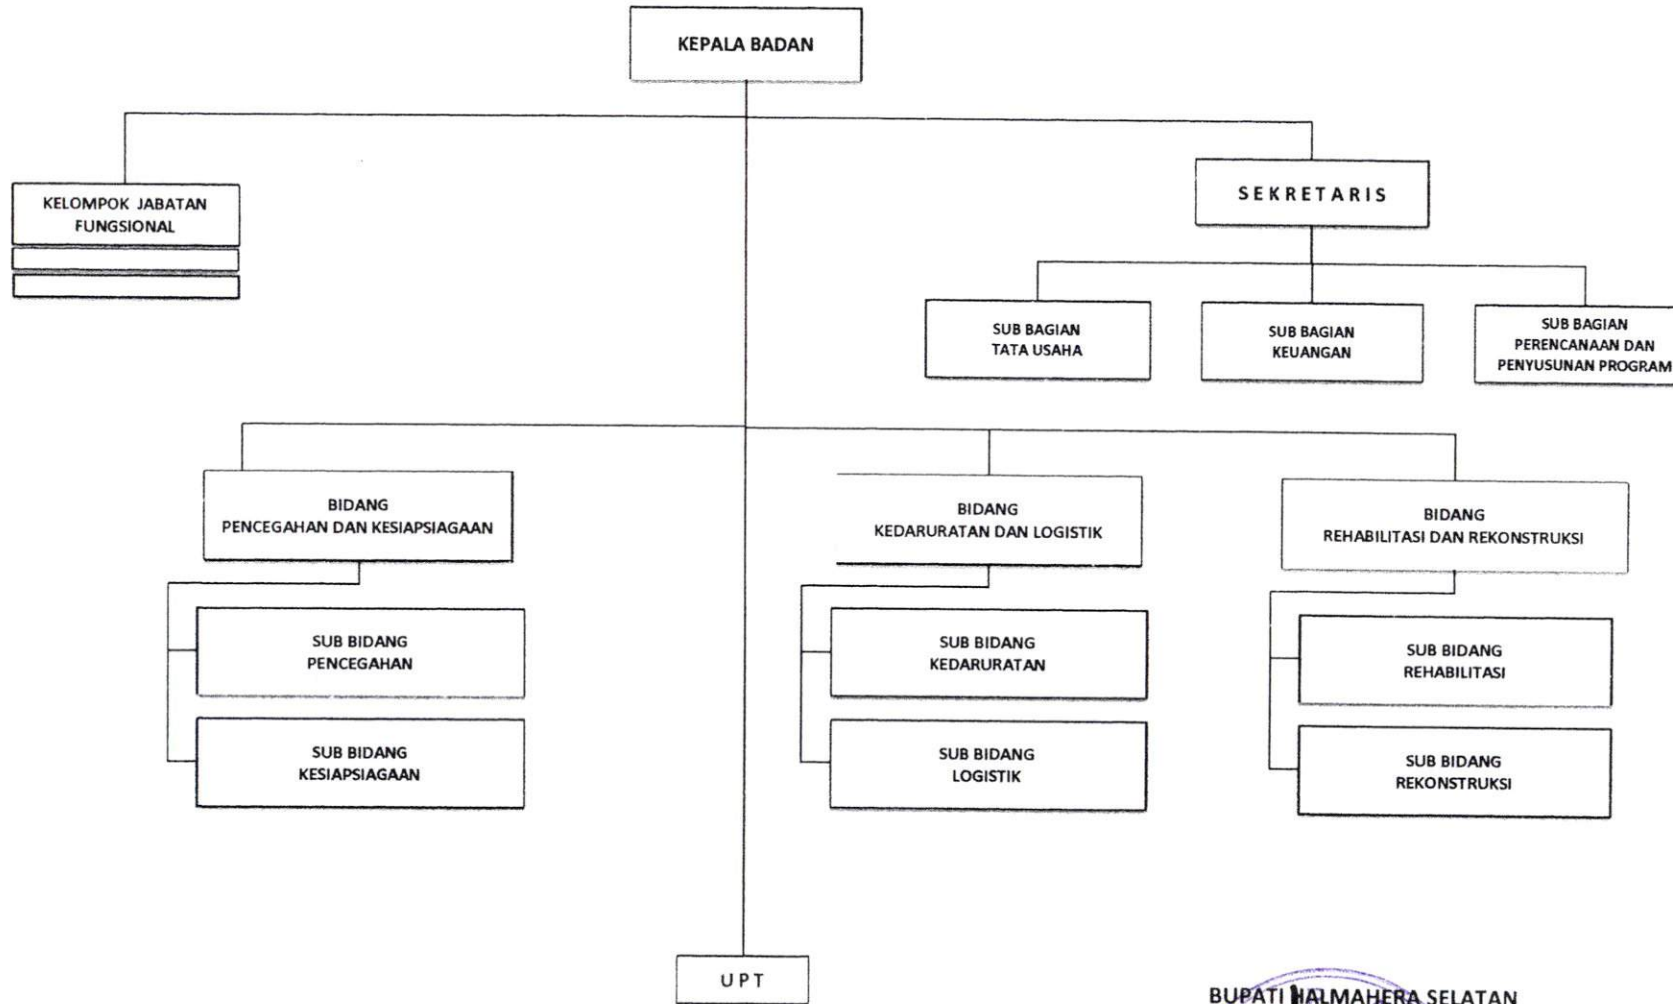 KEPALA BADAN
KELOMPOK JABATAN
FUNGSIONAL
SEKRETARIS
SUB BAGIAN
TATA USAHA
SUB BAGIAN
KEUANGAN
SUB BAGIAN
PERENCANAAN DAN
PENYUSUNAN PROGRAM
BIDANG
PENCEGAHAN DAN KESIAPSIAGAAN
BIDANG
KEDARURATAN DAN LOGISTIK
BIDANG
REHABILITASI DAN REKONSTRUKSI
SUB BIDANG
PENCEGAHAN
SUB BIDANG
KEDARURATAN
SUB BIDANG
REHABILITASI
SUB BIDANG
KESIAPSIAGAAN
SUB BIDANG
LOGISTIK
SUB BIDANG
REKONSTRUKSI
UPT
BUPATI HALMAHERA SELATAN